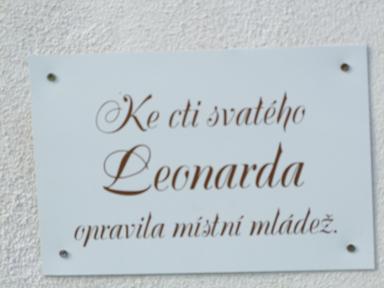 Ke cti svatého
Leonarda
opravila místní mládež.